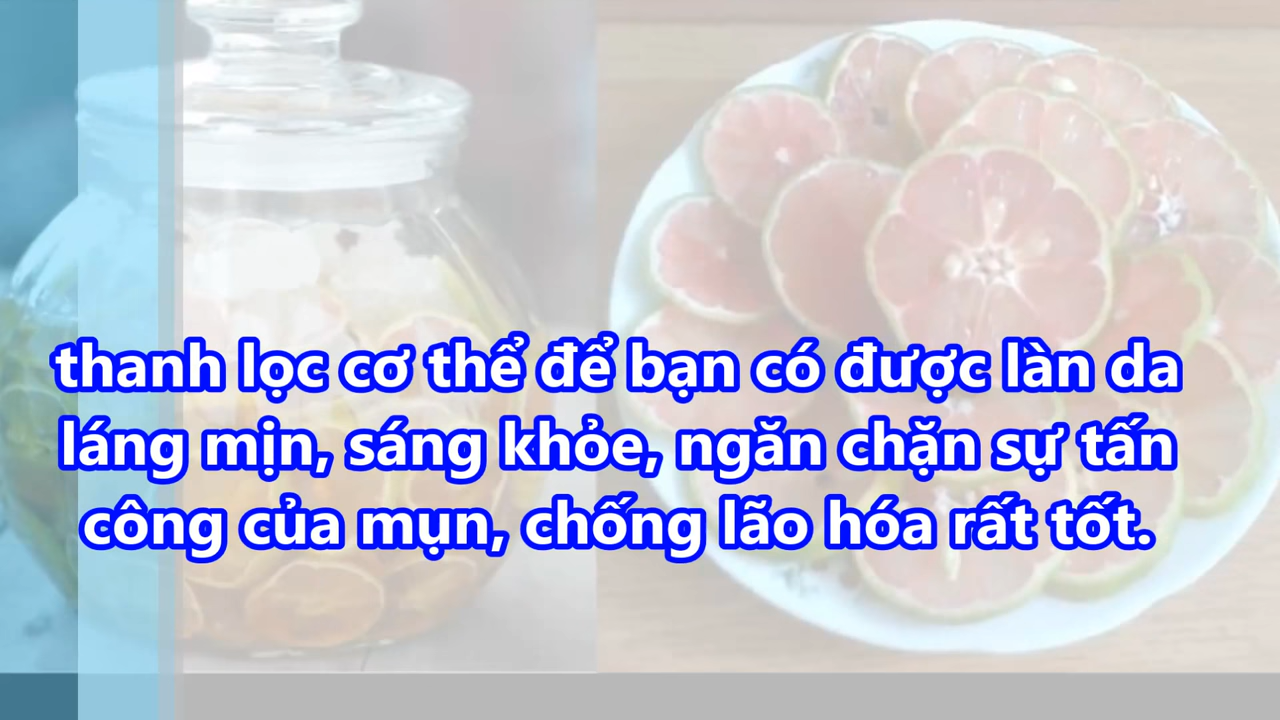 thanh lọc cơ thể để bạn có được làn da
láng mịn, sáng khỏe, ngăn chặn sự tấn
công của mụn, chống lão hóa rất tốt.